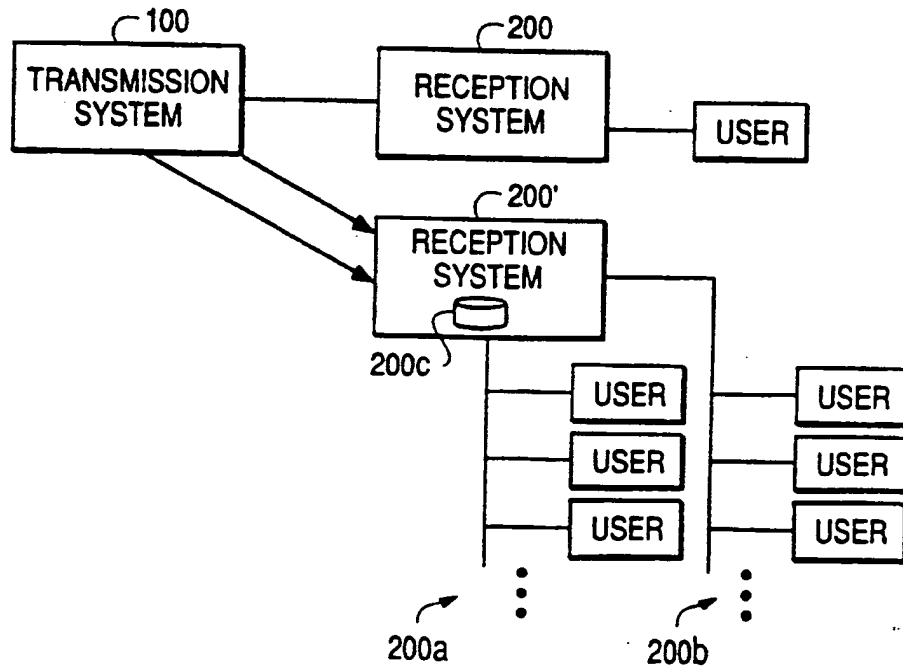 100
TRANSMISSION
SYSTEM
200
RECEPTION
SYSTEM
USER
200'
RECEPTION
SYSTEM
200c
USER
USER
USER
USER
USER
USER
200a
200b